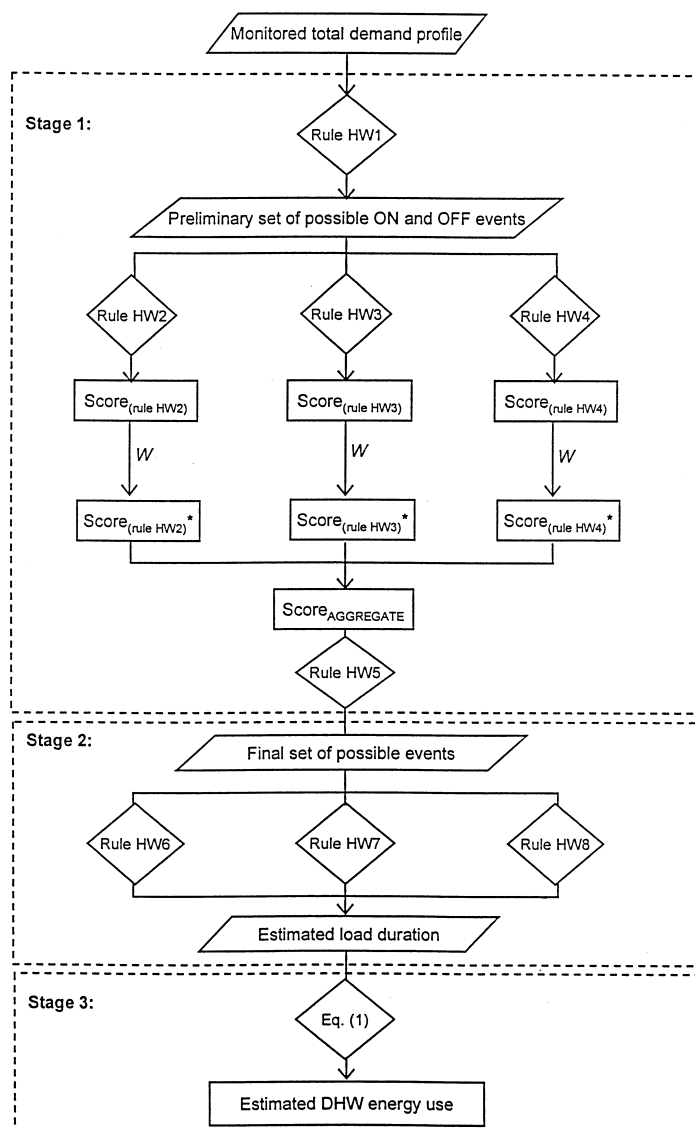 Monitored total demand profile
Stage 1:
Rule HW1
Preliminary set of possible ON and OFF events
Rule HW2
Rule HW3
Rule HW4
Score(rule HW2)
Score(rule HW3)
Score(rule HW4)
W
W
W
Score(rule HW2)*
Score(rule HW3)*
Score(rule HW4)*
ScoreAGGREGATE
Rule HW5
Stage 2:
Final set of possible events
Rule HW6
Rule HW7
Rule HW8
Estimated load duration
Stage 3:
Eq. (1)
Estimated DHW energy use